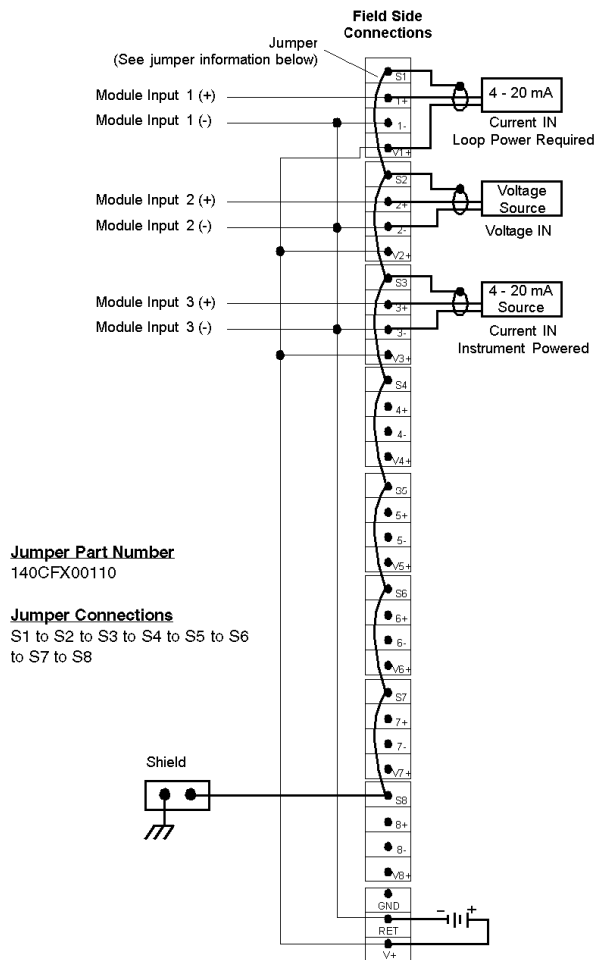 Field Side
Connections
Jumper
(See jumper information below)
S1
Module Input 1 (+)
1+
4 - 20 mA
Module Input 1 (-)
1-
Current IN
Loop Power Required
V1+
S2
Module Input 2 (+)
2+
Voltage
Source
Module Input 2 (-)
2-
Voltage IN
V2+
S3
Module Input 3 (+)
3+
4 - 20 mA
Source
Module Input 3 (-)
3-
Current IN
Instrument Powered
V3+
S4
4+
4-
V4+
S5
5+
5-
V5+
Jumper Part Number
140CFX00110
Jumper Connections
S1 to S2 to S3 to S4 to S5 to S6
to S7 to S8
S6
6+
6-
V6+
S7
7+
7-
V7+
Shield
S8
8+
8-
V8+
GND
- +
RET
V+